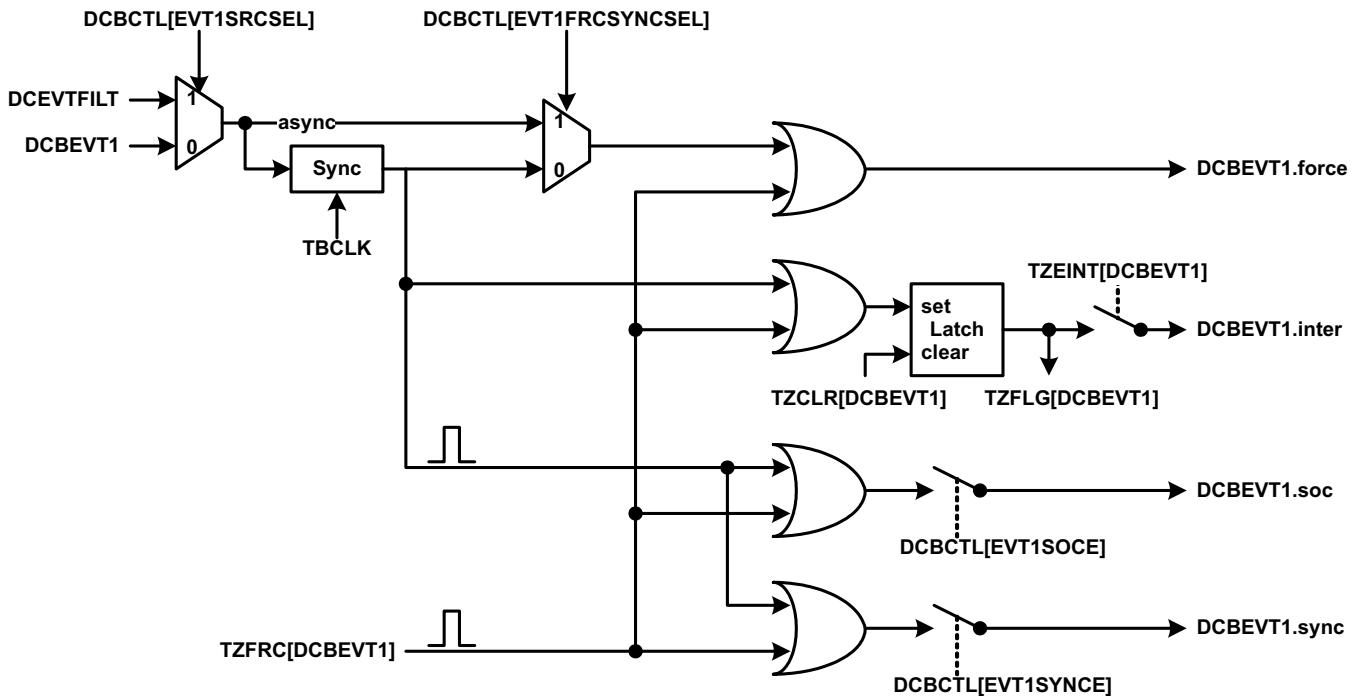 DCBCTL[EVT1SRCSEL]
DCBCTL[EVT1FRCSYNCSEL]
DCEVTFILT
1
async
1
DCBEVT1
0
Sync
0
DCBEVT1.force
TBCLK
TZEINT[DCBEVT1]
set
Latch
clear
DCBEVT1.inter
TZCLR[DCBEVT1]
TZFLG[DCBEVT1]
DCBEVT1.soc
DCBCTL[EVT1SOCE]
DCBEVT1.sync
TZFRC[DCBEVT1]
DCBCTL[EVT1SYNCE]